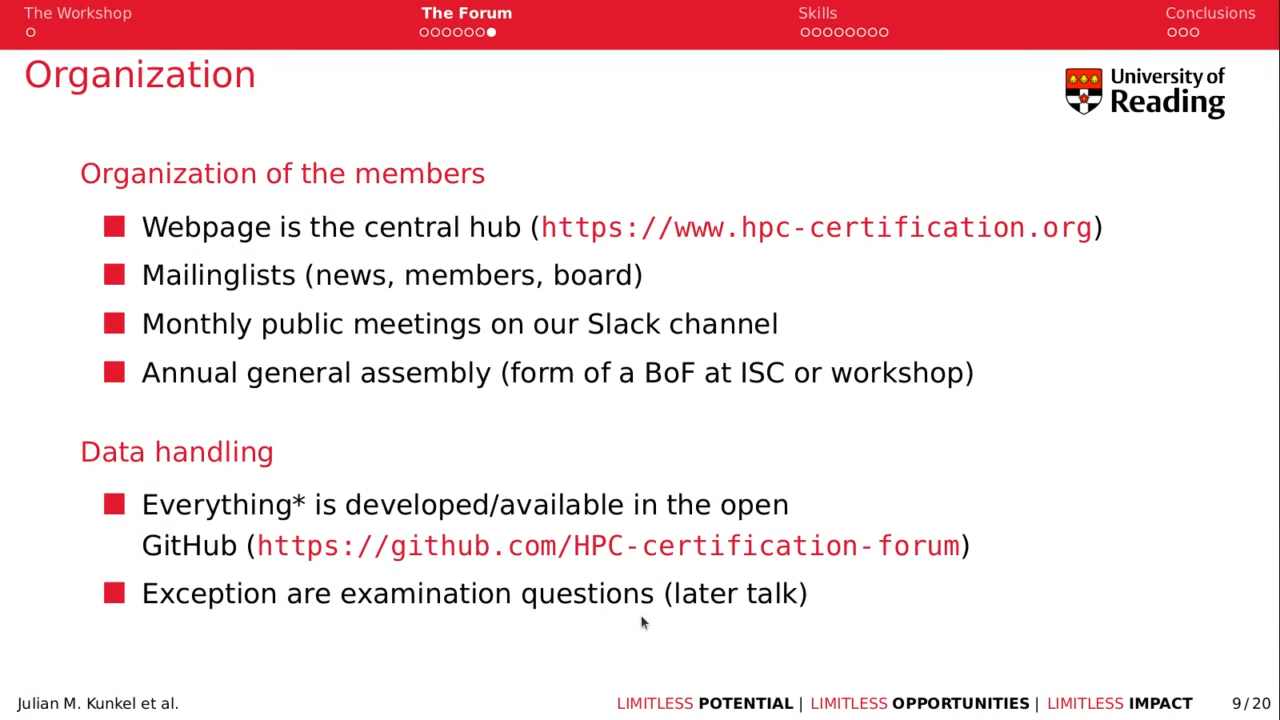 The Workshop
The Forum
Skills
Conclusions
Organization
University of
Reading
Organization of the members
Webpage is the central hub (https://www.hpc-certification.org)
Mailinglists (news, members, board)
Monthly public meetings on our Slack channel
Annual general assembly (form of a BoF at ISC or workshop)
Data handling
Everything* is developed/available in the open
GitHub (https://github.com/HPC-certification-forum)
Exception are examination questions (later talk)
Julian M. Kunkel et al.
LIMITLESS POTENTIAL | LIMITLESS OPPORTUNITIES | LIMITLESS IMPACT
9/20